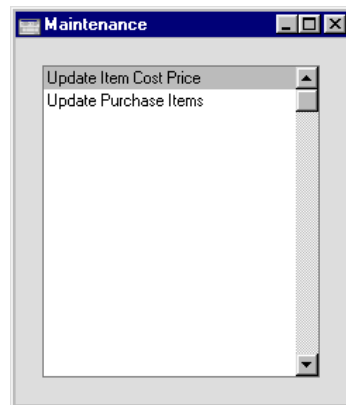 Maintenance
Update Item Cost Price
Update Purchase Items